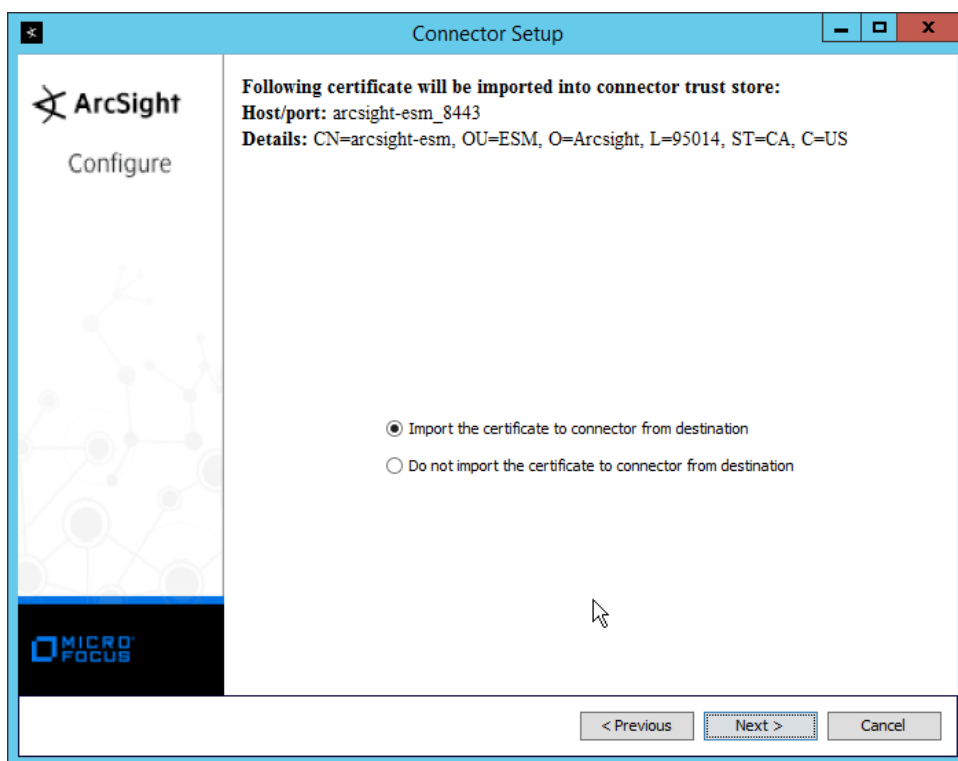 Connector Setup
ArcSight
Configure
Following certificate will be imported into connector trust store:
Host/port: arcsight-esm_8443
Details: CN=arcsight-esm, OU=ESM, O=Arcsight, L=95014, ST=CA, C=US
Import the certificate to connector from destination
Do not import the certificate to connector from destination
MICRO
FOCUS
< Previous Next > Cancel